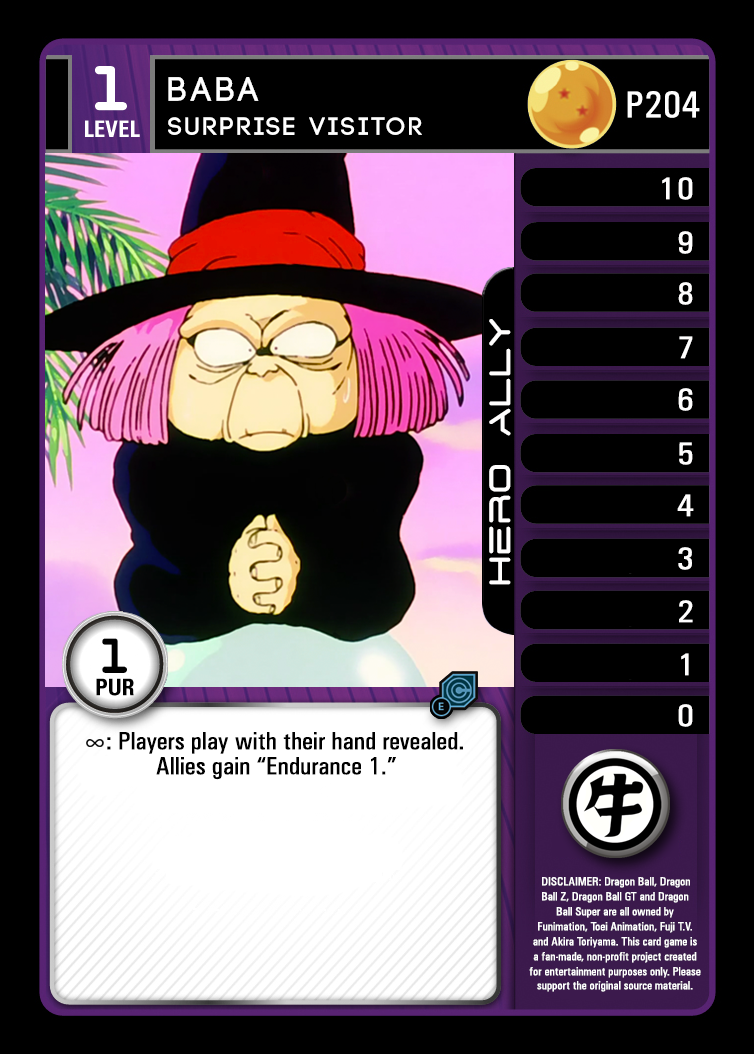 1
LEVEL
BABA
SURPRISE VISITOR
P204
10
9
8
7
6
5
4
3
2
1
0
HERO ALLY
1
PUR
E
∞: Players play with their hand revealed.
Allies gain “Endurance 1.”
牛
DISCLAIMER: Dragon Ball, Dragon
Ball Z, Dragon Ball GT and Dragon
Ball Super are all owned by
Funimation, Toei Animation, Fuji T.V.
and Akira Toriyama. This card game is
a fan-made, non-profit project created
for entertainment purposes only. Please
support the original source material.